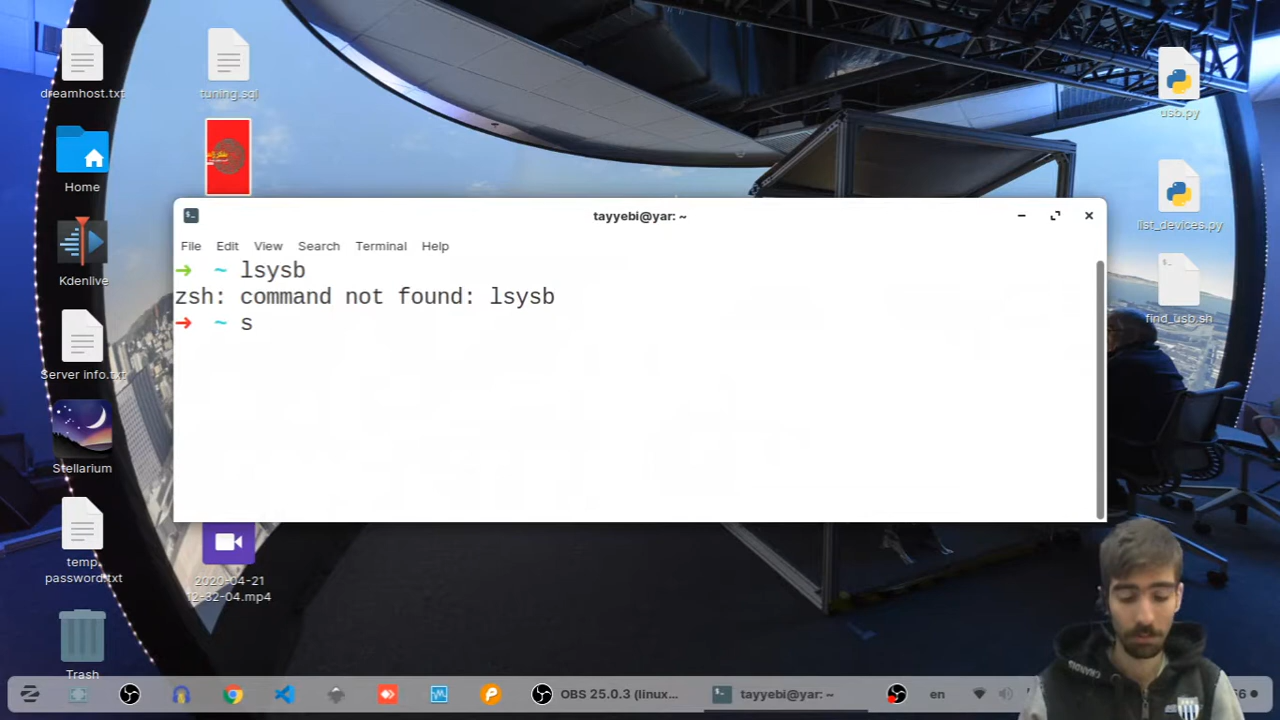 dreamhost.txt
tuning.sql
usb.py
Home
tayyebi@yar: ~
list_devices.py
File Edit View Search Terminal Help
➜ ~ lsysb
Kdenlive
zsh: command not found: lsysb
find_usb.sh
➜ ~ s
Server info.txt
Stellarium
temp
password.txt
2020-04-21
12-32-04.mp4
Trash
OBS 25.0.3 (linux...
tayyebi@yar: ~
en